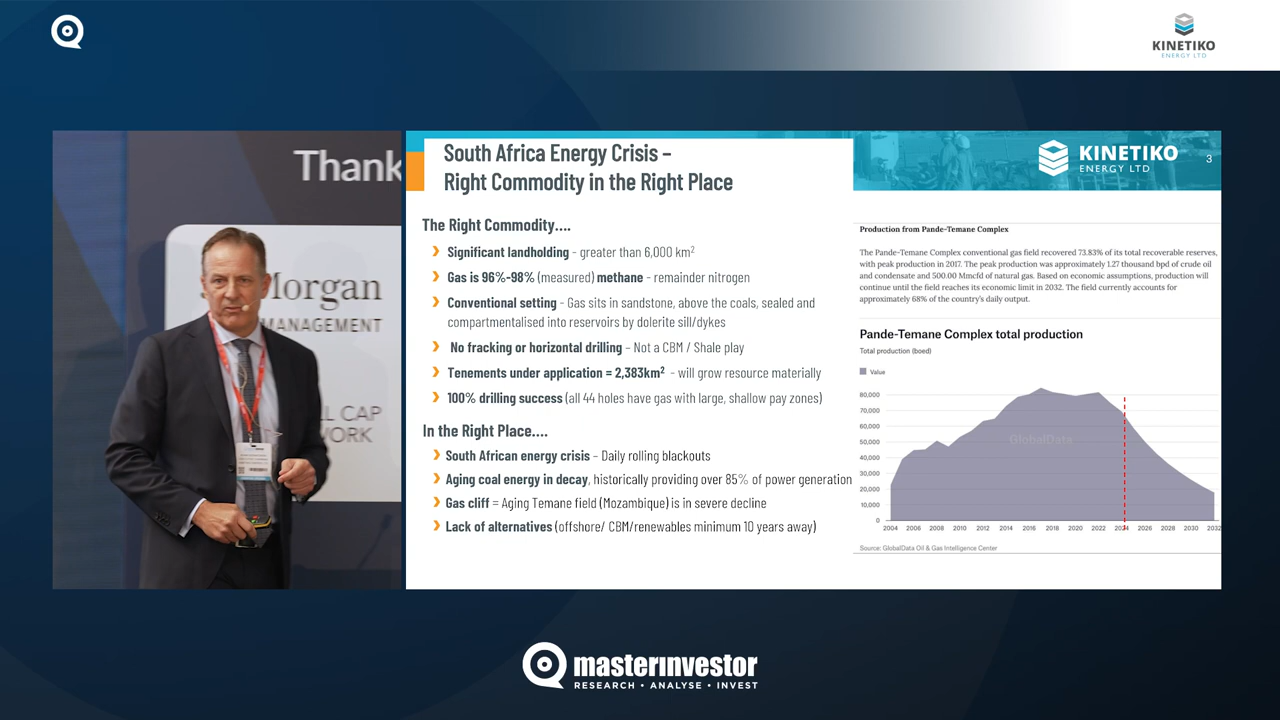 KINETIKO
ENERGY LTD
Thank
Morgan
MANAGEMENT
LL CAP
WORK
South Africa Energy Crisis –
Right Commodity in the Right Place
The Right Commodity....
Significant landholding - greater than 6,000 km²
Gas is 96%-98% (measured) methane - remainder nitrogen
Conventional setting - Gas sits in sandstone, above the coals, sealed and
compartmentalised into reservoirs by dolerite sill/dykes
No fracking or horizontal drilling – Not a CBM / Shale play
Tenements under application = 2,383km² - will grow resource materially
100% drilling success (all 44 holes have gas with large, shallow pay zones)
In the Right Place....
South African energy crisis – Daily rolling blackouts
Aging coal energy in decay, historically providing over 85% of power generation
Gas cliff = Aging Temane field (Mozambique) is in severe decline
Lack of alternatives (offshore/ CBM/renewables minimum 10 years away)
KINETIKO
ENERGY LTD
3
Production from Pande-Temane Complex
The Pande-Temane Complex conventional gas field recovered 73.83% of its total recoverable reserves,
with peak production in 2017. The peak production was approximately 1.27 thousand bpd of crude oil
and condensate and 500.00 Mmcfd of natural gas. Based on economic assumptions, production will
continue until the field reaches its economic limit in 2032. The field currently accounts for
approximately 68% of the country's daily output.
Pande-Temane Complex total production
Total production (boed)
Value
80,000
70,000
60,000
50,000
40,000
30,000
20,000
10,000
0
GlobalData
2004 2006 2008 2010 2012 2014 2016 2018 2020 2022 2024 2026 2028 2030 2032
Source: GlobalData Oil & Gas Intelligence Center
masterinvestor
RESEARCH • ANALYSE • INVEST